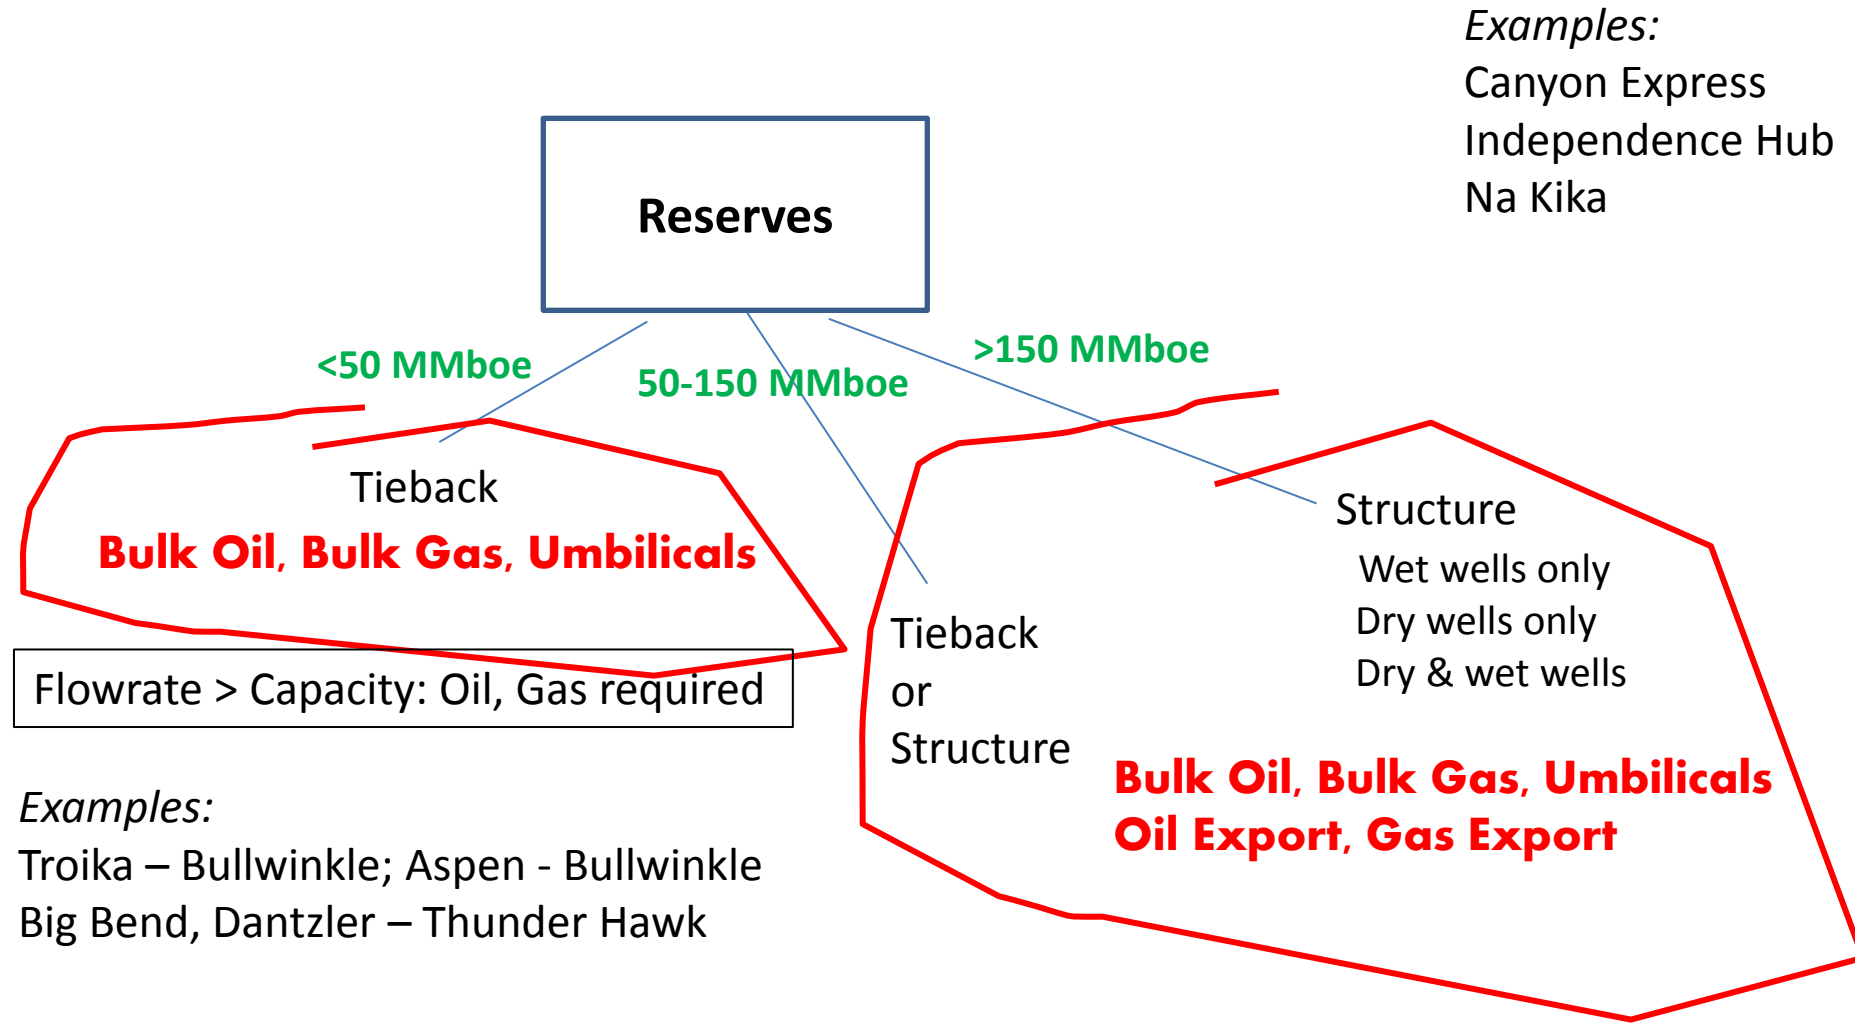 Examples:
Canyon Express
Independence Hub
Na Kika
Reserves
<50 MMboe
50-150 MMboe
>150 MMboe
Tieback
Bulk Oil, Bulk Gas, Umbilicals
Flowrate > Capacity: Oil, Gas required
Examples:
Troika – Bullwinkle; Aspen - Bullwinkle
Big Bend, Dantzler – Thunder Hawk
Tieback
or
Structure
Structure
Wet wells only
Dry wells only
Dry & wet wells
Bulk Oil, Bulk Gas, Umbilicals
Oil Export, Gas Export